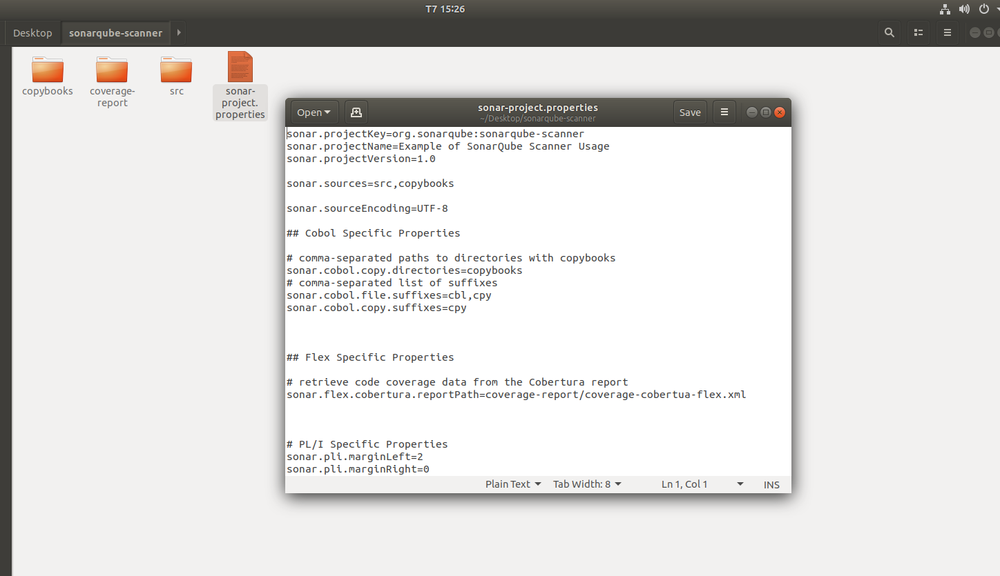 T7 15:26
Desktop
sonarqube-scanner
copybooks
coverage-
report
src
sonar-
project.
properties
Open
sonar-project.properties
~/Desktop/sonarqube-scanner
Save
sonar.projectKey=org.sonarqube:sonarqube-scanner
sonar.projectName=Example of SonarQube Scanner Usage
sonar.projectVersion=1.0
sonar.sources=src,copybooks
sonar.sourceEncoding=UTF-8
## Cobol Specific Properties
# comma-separated paths to directories with copybooks
sonar.cobol.copy.directories=copybooks
# comma-separated list of suffixes
sonar.cobol.file.suffixes=cbl,cpy
sonar.cobol.copy.suffixes=cpy
## Flex Specific Properties
# retrieve code coverage data from the Cobertura report
sonar.flex.cobertura.reportPath=coverage-report/coverage-cobertua-flex.xml
# PL/I Specific Properties
sonar.pli.marginLeft=2
sonar.pli.marginRight=0
Plain Text
Tab Width: 8
Ln 1, Col 1
INS